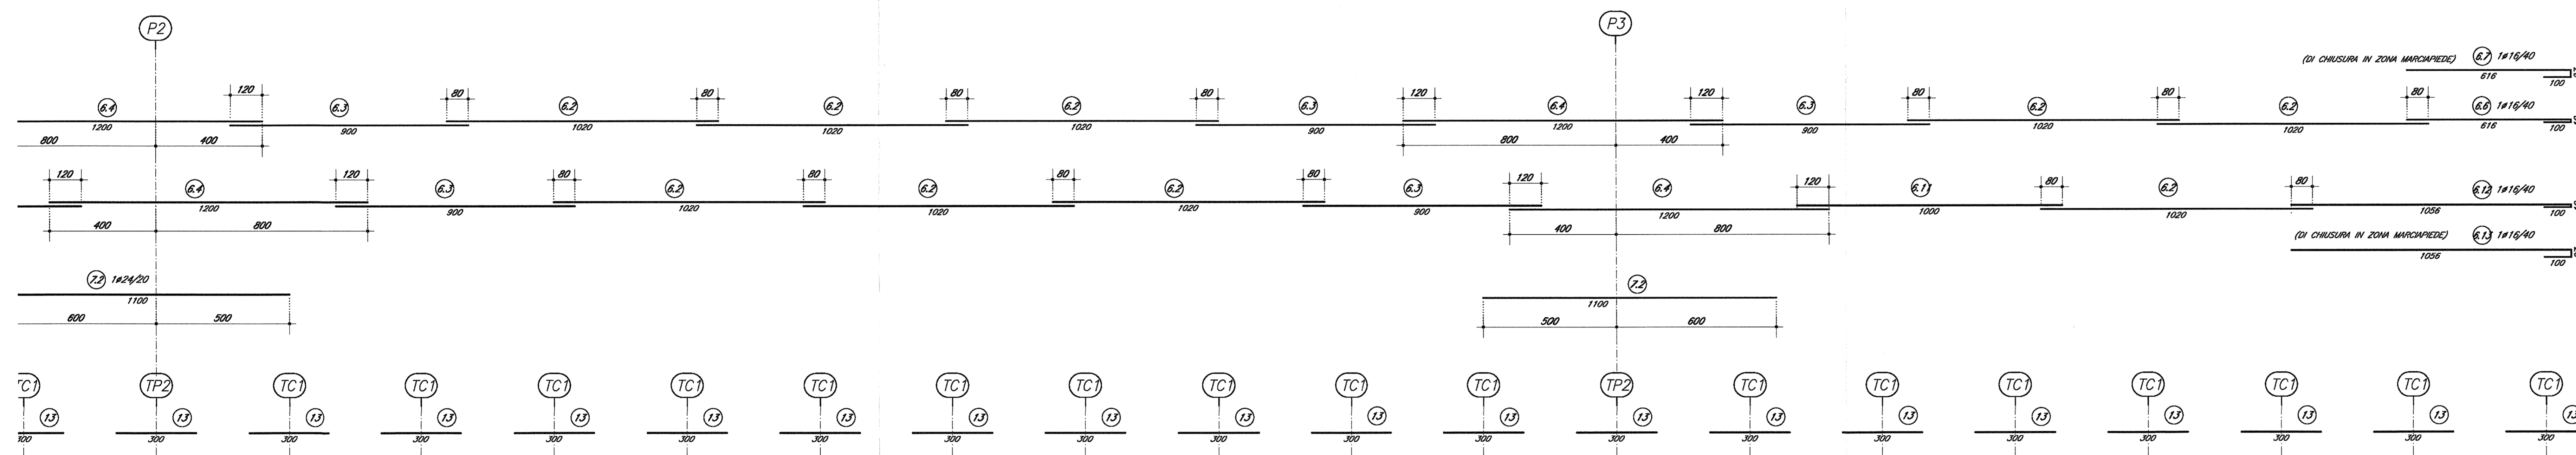 P2 P3
(DI CHIUSURA IN ZONA MARCIAPIEDE) 6.7 1ø16/40
616
100
120 80 80 80 80 120 120 80 80 80
6.4 6.3 6.2 6.2 6.2 6.3 6.4 6.3 6.2 6.2 6.6 1ø16/40
1200 900 1020 1020 1020 900 1200 900 1020 1020 616 100
800 400 800 400
120 120 80 80 80 80 120 120 80 80
6.4 6.3 6.2 6.2 6.2 6.3 6.4 6.11 6.2 6.12 1ø16/40
1200 900 1020 1020 1020 900 1200 1000 1020 1056 100
400 800 400 800
(DI CHIUSURA IN ZONA MARCIAPIEDE) 6.13 1ø16/40
1056
100
7.2 1ø24/20 7.2
1100 1100
600 500 500 600
TC1 TP2 TC1 TC1 TC1 TC1 TC1 TC1 TC1 TC1 TC1 TC1 TP2 TC1 TC1 TC1 TC1 TC1 TC1 TC1
13 13 13 13 13 13 13 13 13 13 13 13 13 13 13 13 13 13 13 13
300 300 300 300 300 300 300 300 300 300 300 300 300 300 300 300 300 300 300 300